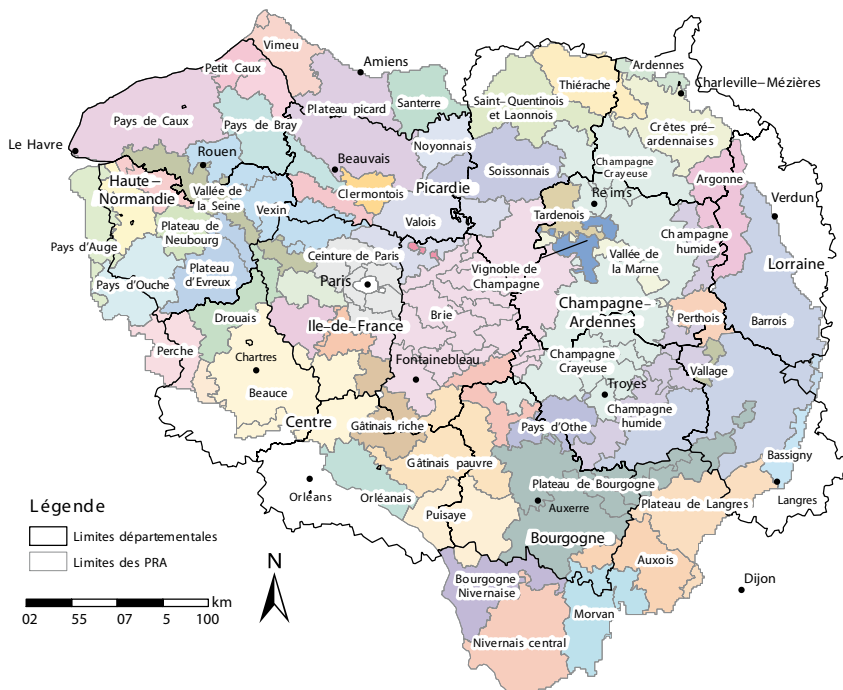 Vimeu
Amiens
Ardennes
Petit Caux
Thiérache
Charleville–Mézières
Plateau picard
Santerre
Saint–Quentinois
et Laonnois
Pays de Caux
Pays de Bray
Crêtes pré–
ardennaises
Le Havre
Rouen
Noyonnais
Beauvais
Soissonnais
Champagne
Crayeuse
Argonne
Haute–
Normandie
Vallée de
la Seine
Clermontois
Picardie
Reims
Verdun
Vexin
Valois
Tardenois
Plateau de
Neubourg
Champagne
humide
Pays d'Auge
Ceinture de Paris
Vignoble de
Champagne
Vallée de
la Marne
Lorraine
Pays d'Ouche
Plateau
d'Evreux
Paris
Champagne–
Ardennes
Drouais
Ile–de–France
Brie
Perthois
Barrois
Perche
Chartres
Fontainebleau
Champagne
Crayeuse
Vallage
Beauce
Troyes
Centre
Gâtinais riche
Pays d'Othe
Champagne
humide
Gâtinais pauvre
Bassigny
Orléans
Orléanais
Plateau de Bourgogne
Plateau de Langres
Langres
Puisaye
Auxerre
Bourgogne
Auxois
Dijon
Bourgogne
Nivernaise
Morvan
Nivernais central
Légende
Limites départementales
Limites des PRA
N
km
02 55 07 5 100